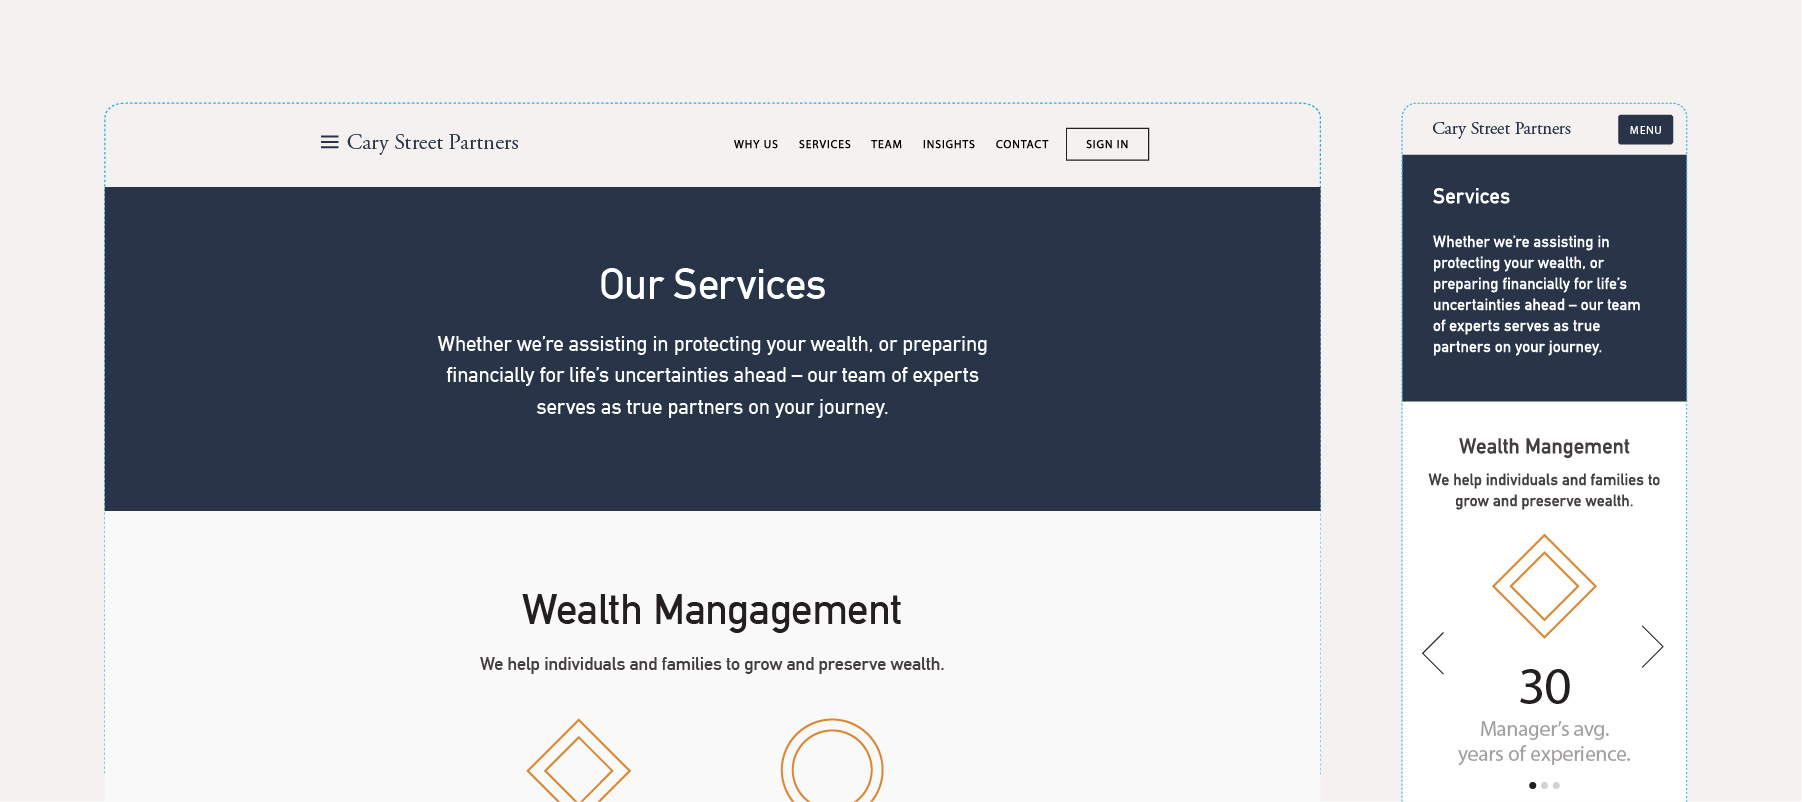 Cary Street Partners
WHY US
SERVICES
TEAM
INSIGHTS
CONTACT
SIGN IN
Our Services
Whether we’re assisting in protecting your wealth, or preparing
financially for life’s uncertainties ahead – our team of experts
serves as true partners on your journey.
Wealth Mangagement
We help individuals and families to grow and preserve wealth.
Cary Street Partners
MENU
Services
Whether we’re assisting in
protecting your wealth, or
preparing financially for life’s
uncertainties ahead – our team
of experts serves as true
partners on your journey.
Wealth Mangement
We help individuals and families to
grow and preserve wealth.
30
Manager’s avg.
years of experience.